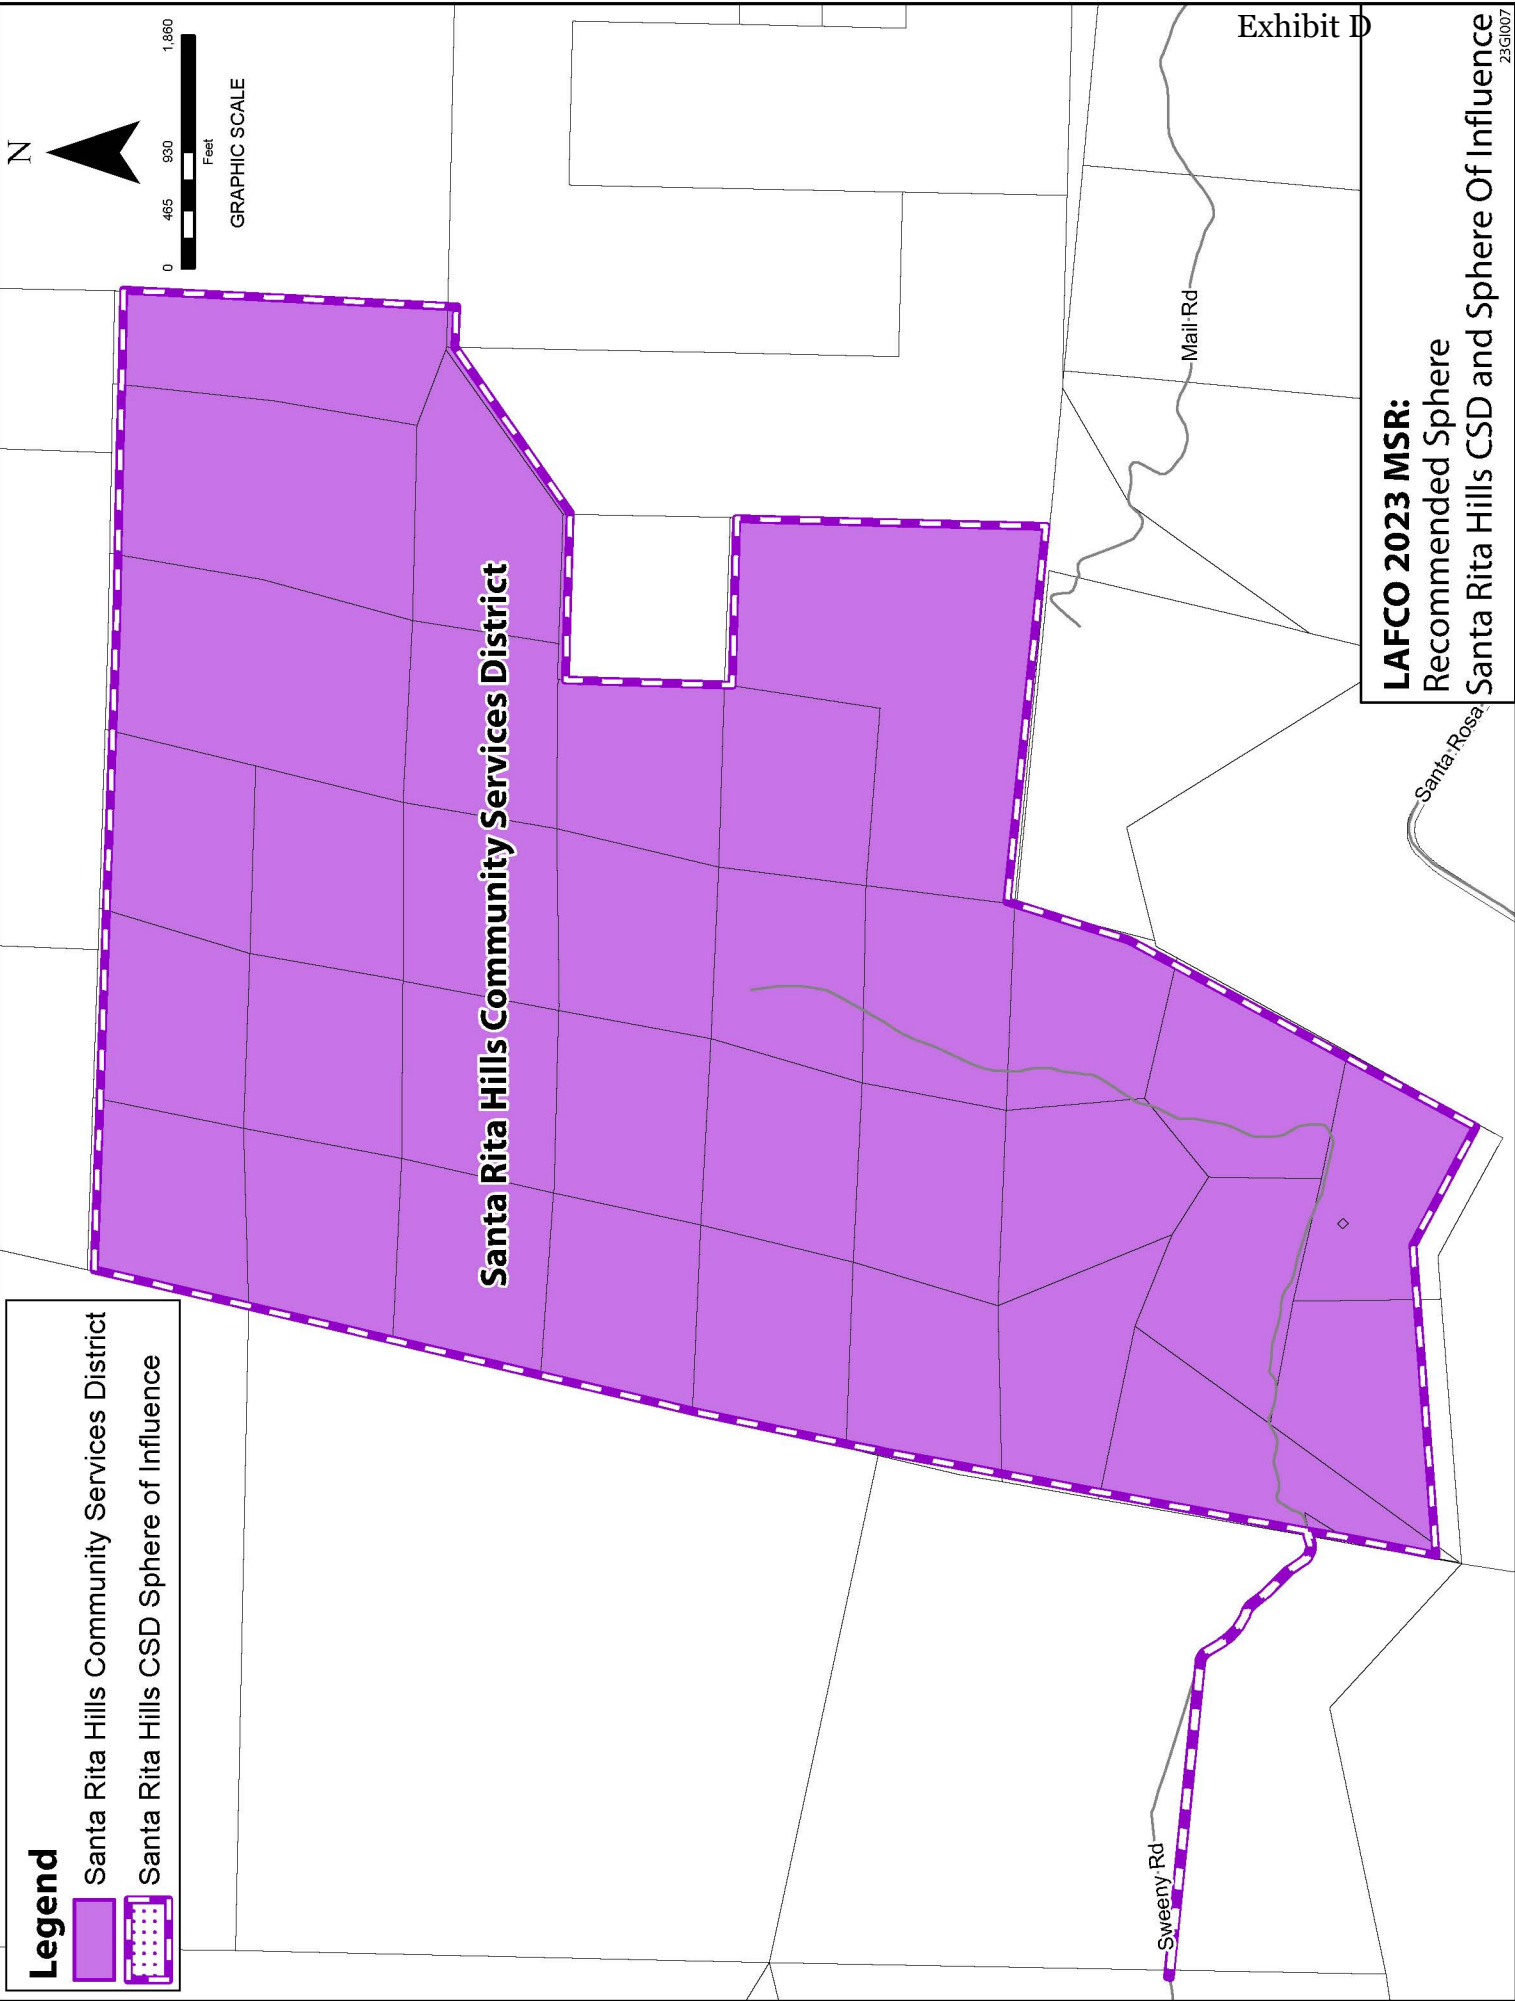 Exhibit D
Legend
Santa Rita Hills Community Services District
Santa Rita Hills CSD Sphere of Influence
N
0 465 930 1,860
Feet
GRAPHIC SCALE
Santa Rita Hills Community Services District
Sweeny Rd
Mail Rd
Santa Rosa
LAFCO 2023 MSR:
Recommended Sphere
Santa Rita Hills CSD and Sphere Of Influence
23GI007